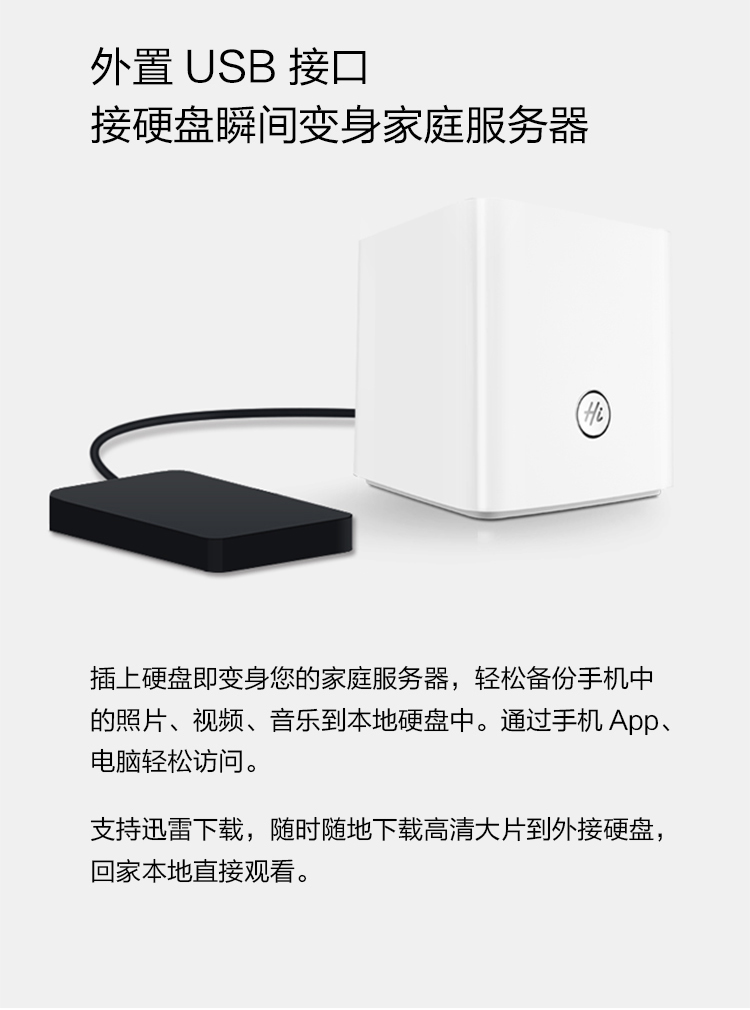 外置 USB 接口
接硬盘瞬间变身家庭服务器
Hi
插上硬盘即变身您的家庭服务器，轻松备份手机中
的照片、视频、音乐到本地硬盘中。通过手机 App、
电脑轻松访问。
支持迅雷下载，随时随地下载高清大片到外接硬盘，
回家本地直接观看。